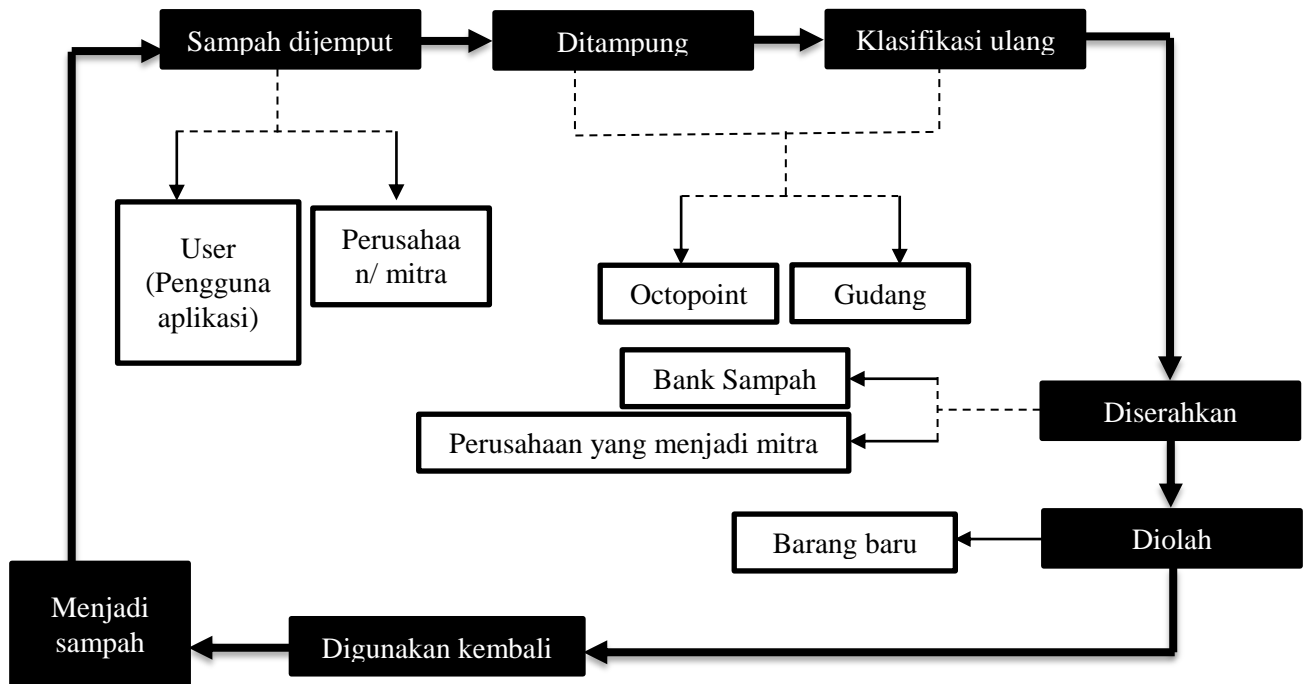 Sampah dijemput
Ditampung
Klasifikasi ulang
User
(Pengguna
aplikasi)
Perusahaa
n/ mitra
Octopoint
Gudang
Bank Sampah
Diserahkan
Perusahaan yang menjadi mitra
Barang baru
Diolah
Menjadi
sampah
Digunakan kembali